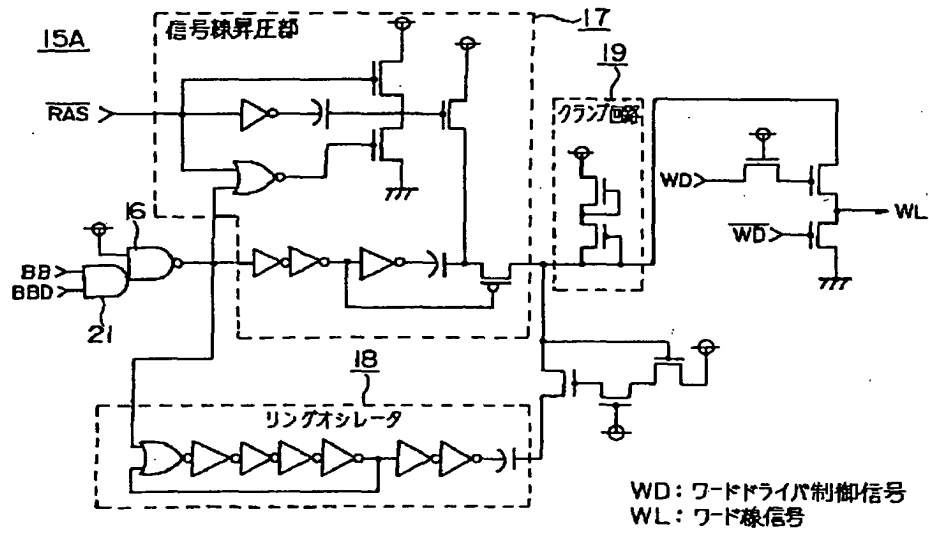 15A
信号線昇圧部
17
19
RAS
クランプ回路
WD
WL
16
WD
BB
BBD
21
18
リングオシレータ
WD: ワードドライバ制御信号
WL: ワード線信号